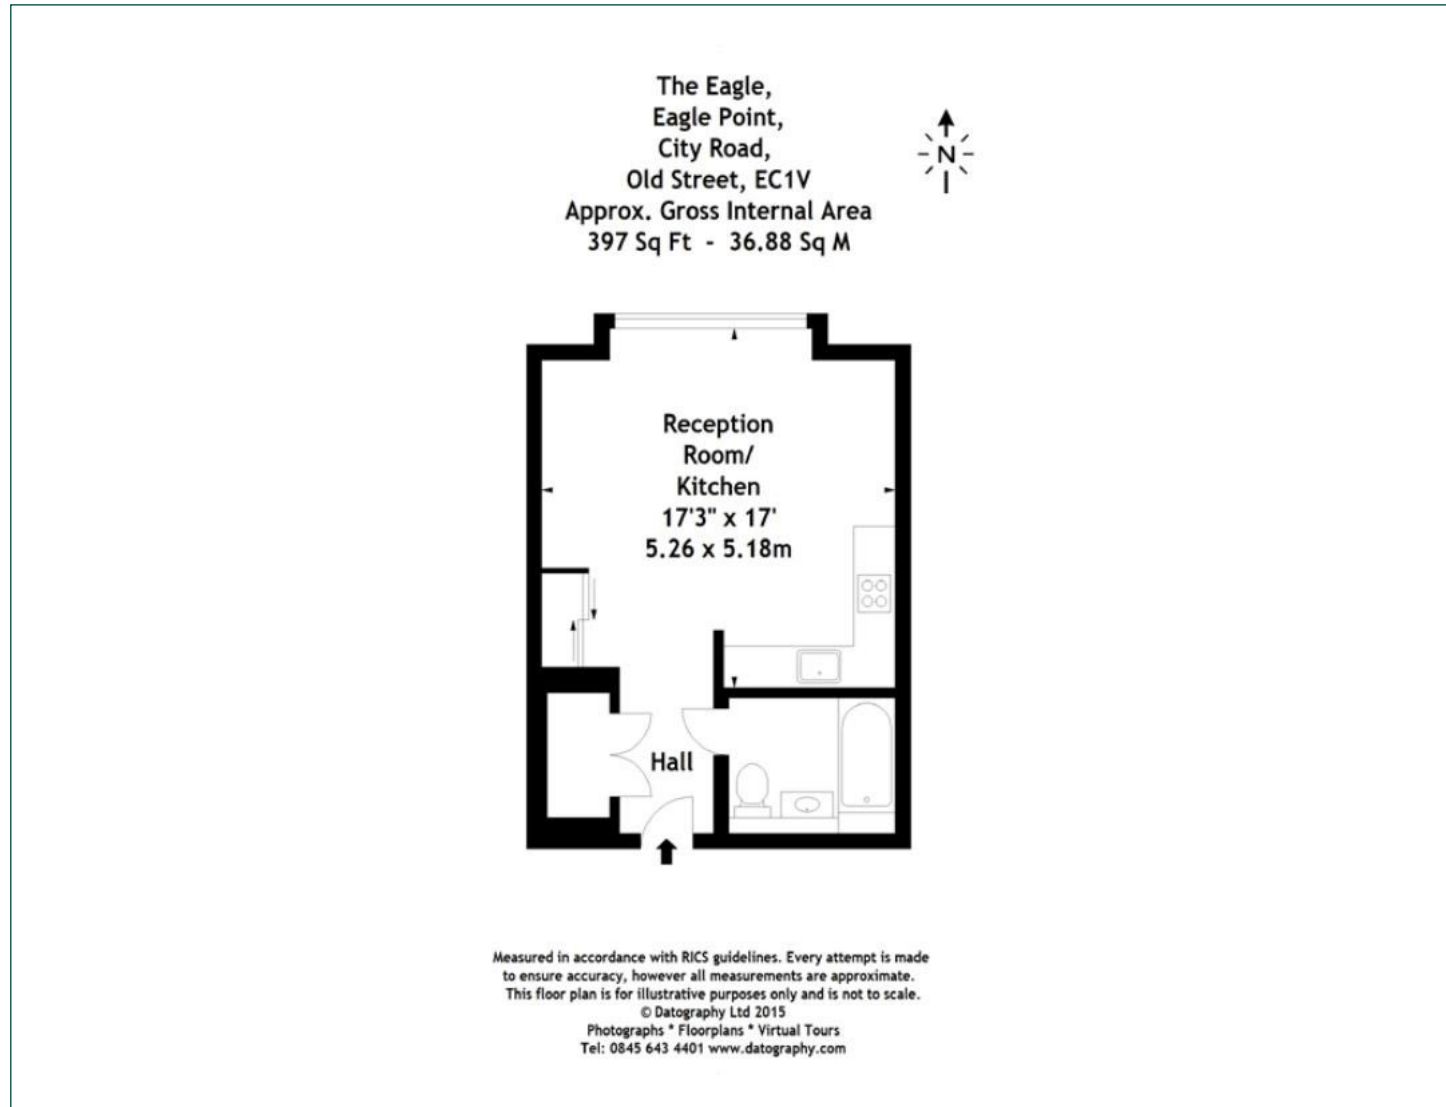 The Eagle,
Eagle Point,
City Road,
Old Street, EC1V
Approx. Gross Internal Area
397 Sq Ft - 36.88 Sq M
N
Reception
Room/
Kitchen
17'3" x 17'
5.26 x 5.18m
Hall
Measured in accordance with RICS guidelines. Every attempt is made
to ensure accuracy, however all measurements are approximate.
This floor plan is for illustrative purposes only and is not to scale.
© Datography Ltd 2015
Photographs * Floorplans * Virtual Tours
Tel: 0845 643 4401 www.datography.com